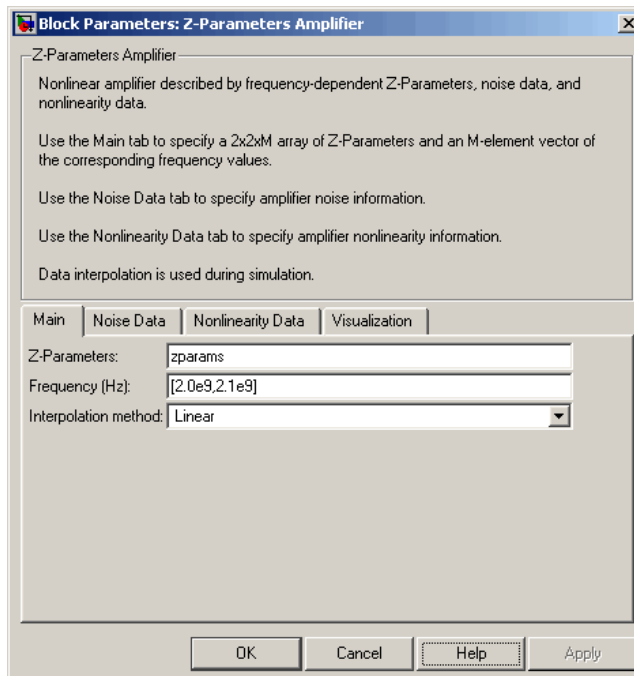 Block Parameters: Z-Parameters Amplifier
Z-Parameters Amplifier
Nonlinear amplifier described by frequency-dependent Z-Parameters, noise data, and
nonlinearity data.
Use the Main tab to specify a 2x2xM array of Z-Parameters and an M-element vector of
the corresponding frequency values.
Use the Noise Data tab to specify amplifier noise information.
Use the Nonlinearity Data tab to specify amplifier nonlinearity information.
Data interpolation is used during simulation.
Main Noise Data Nonlinearity Data Visualization
Z-Parameters: zparams
Frequency (Hz): [2.0e9,2.1e9]
Interpolation method: Linear
OK Cancel Help Apply